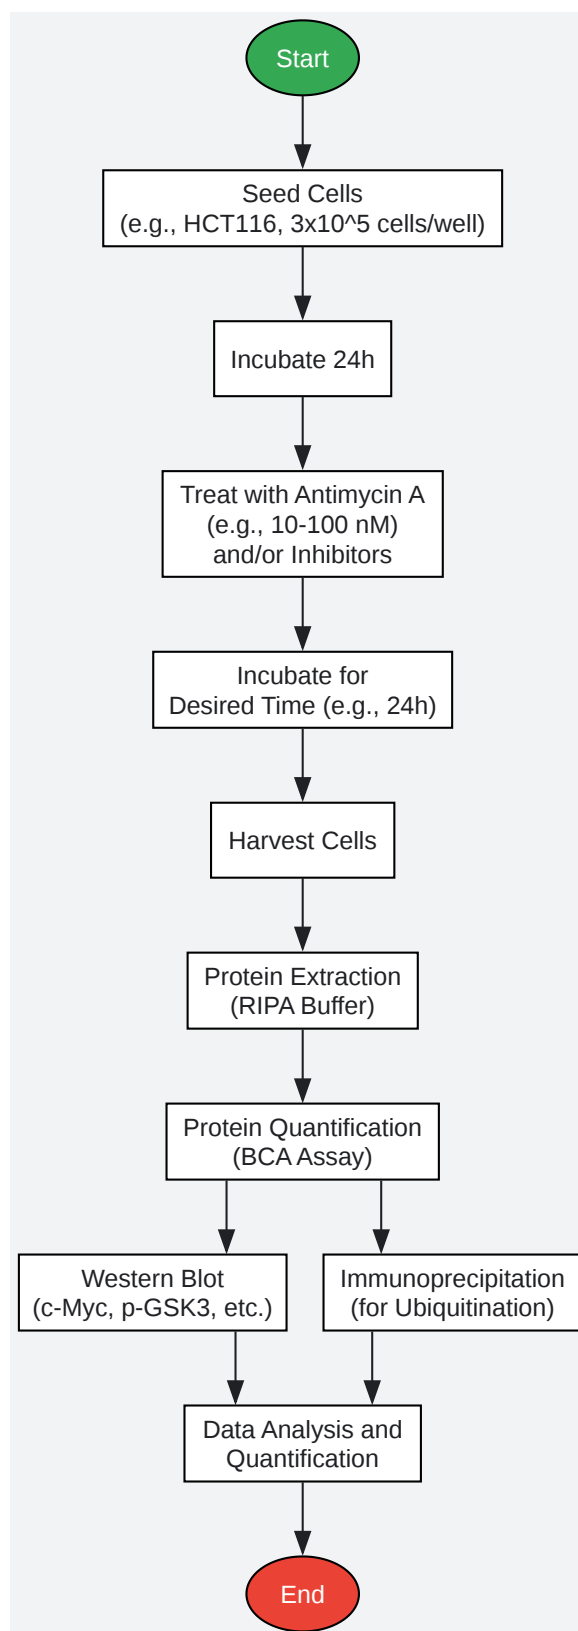 Start
Seed Cells
(e.g., HCT116, 3x10^5 cells/well)
Incubate 24h
Treat with Antimycin A
(e.g., 10-100 nM)
and/or Inhibitors
Incubate for
Desired Time (e.g., 24h)
Harvest Cells
Protein Extraction
(RIPA Buffer)
Protein Quantification
(BCA Assay)
Western Blot
(c-Myc, p-GSK3, etc.)
Immunoprecipitation
(for Ubiquitination)
Data Analysis and
Quantification
End